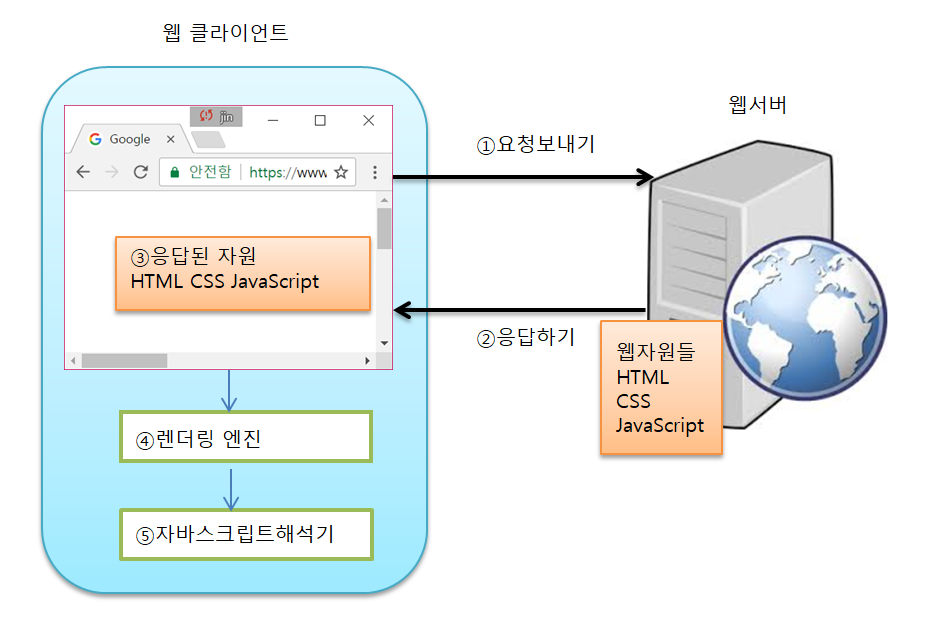 웹 클라이언트
웹서버
jin
Google
안전함 https://www
①요청보내기
③응답된 자원
HTML CSS JavaScript
②응답하기
웹자원들
HTML
CSS
JavaScript
④렌더링 엔진
⑤자바스크립트해석기